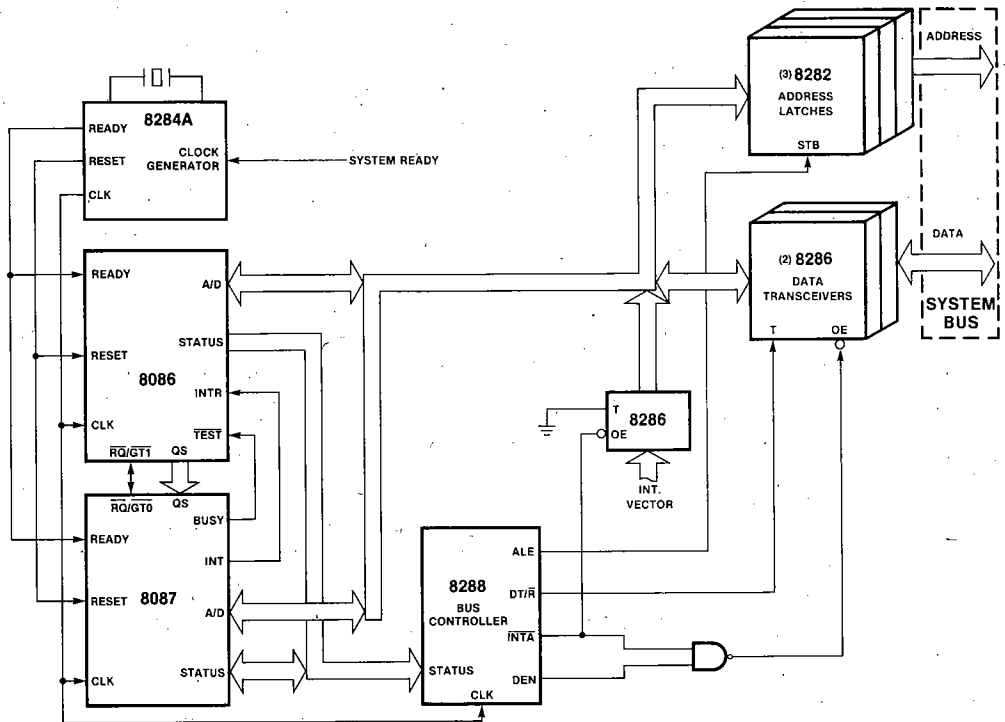 8284A
READY
RESET
CLOCK
GENERATOR
CLK
SYSTEM READY
(3) 8282
ADDRESS
LATCHES
STB
ADDRESS
(2) 8286
DATA
TRANSCEIVERS
T
OE
DATA
SYSTEM
BUS
READY
A/D
STATUS
RESET
8086
INTR
CLK
TEST
RQ/GT1
QS
RQ/GT0
QS
BUSY
READY
INT
RESET
8087
A/D
STATUS
CLK
T
8286
OE
INT.
VECTOR
ALE
8288
BUS
CONTROLLER
DT/R
INTA
STATUS
DEN
CLK